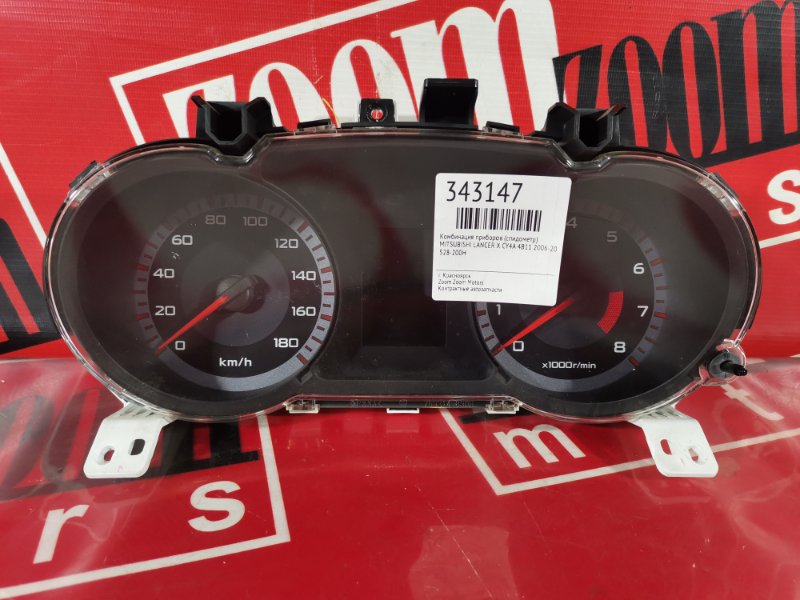 zoom
zoom
343147
Комбинация приборов (спидометр)
MITSUBISHI LANCER X CY4A 4B11 2006-20
528-200H
г. Красноярск
Zoom Zoom Motors
Контрактные автозапчасти
0
20
40
60
80
100
120
140
160
180
km/h
0
1
4
5
6
7
8
x1000r/min
s
m
t
r s